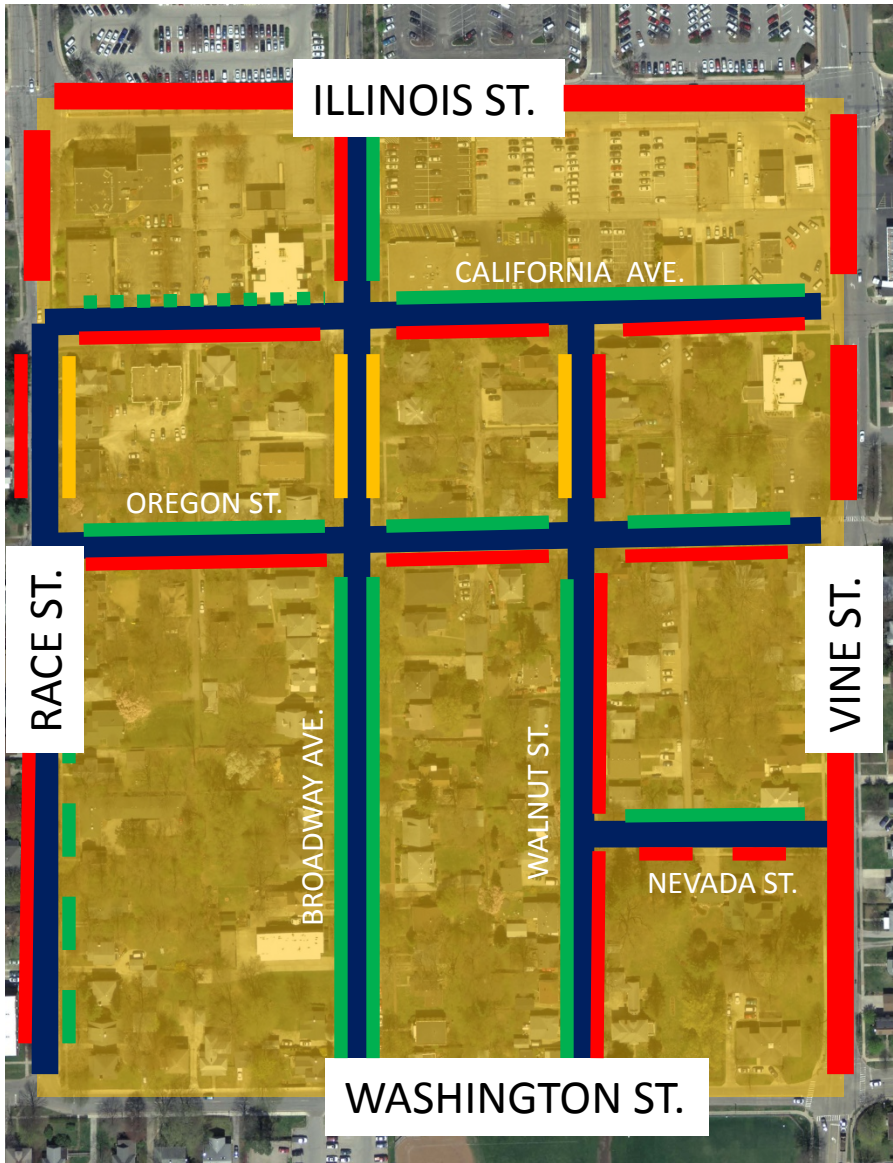 ILLINOIS ST.
CALIFORNIA  AVE.
OREGON ST.
RACE ST.
VINE ST.
BROADWAY AVE.
WALNUT ST.
NEVADA ST.
WASHINGTON ST.